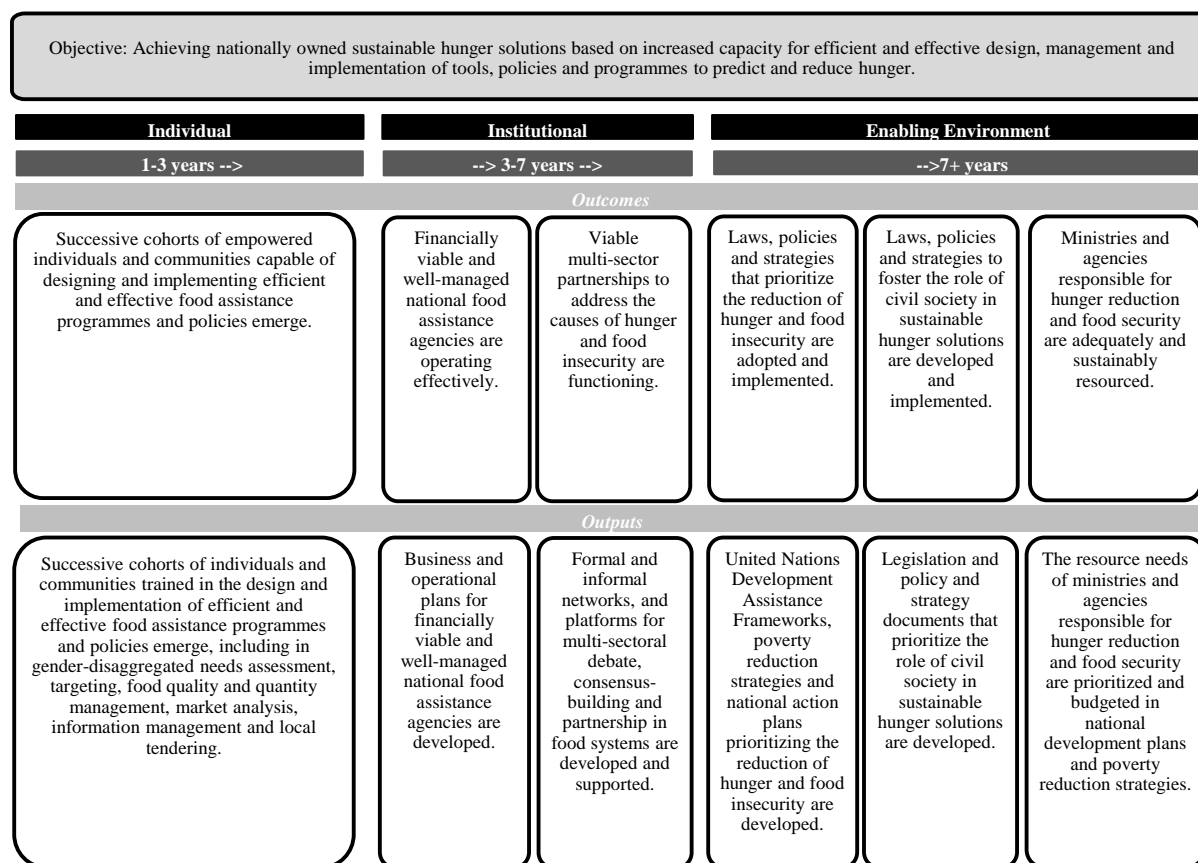 Objective: Achieving nationally owned sustainable hunger solutions based on increased capacity for efficient and effective design, management and
implementation of tools, policies and programmes to predict and reduce hunger.
Individual
Institutional
Enabling Environment
1-3 years -->
--> 3-7 years -->
-->7+ years
Outcomes
Successive cohorts of empowered
individuals and communities capable of
designing and implementing efficient
and effective food assistance
programmes and policies emerge.
Financially
viable and
well-managed
national food
assistance
agencies are
operating
effectively.
Viable
multi-sector
partnerships to
address the
causes of hunger
and food
insecurity are
functioning.
Laws, policies
and strategies
that prioritize
the reduction of
hunger and food
insecurity are
adopted and
implemented.
Laws, policies
and strategies to
foster the role of
civil society in
sustainable
hunger solutions
are developed
and
implemented.
Ministries and
agencies
responsible for
hunger reduction
and food security
are adequately and
sustainably
resourced.
Outputs
Successive cohorts of individuals and
communities trained in the design and
implementation of efficient and
effective food assistance programmes
and policies emerge, including in
gender-disaggregated needs assessment,
targeting, food quality and quantity
management, market analysis,
information management and local
tendering.
Business and
operational
plans for
financially
viable and
well-managed
national food
assistance
agencies are
developed.
Formal and
informal
networks, and
platforms for
multi-sectoral
debate,
consensus-
building and
partnership in
food systems are
developed and
supported.
United Nations
Development
Assistance
Frameworks,
poverty
reduction
strategies and
national action
plans
prioritizing the
reduction of
hunger and food
insecurity are
developed.
Legislation and
policy and
strategy
documents that
prioritize the
role of civil
society in
sustainable
hunger solutions
are developed.
The resource needs
of ministries and
agencies
responsible for
hunger reduction
and food security
are prioritized and
budgeted in
national
development plans
and poverty
reduction strategies.